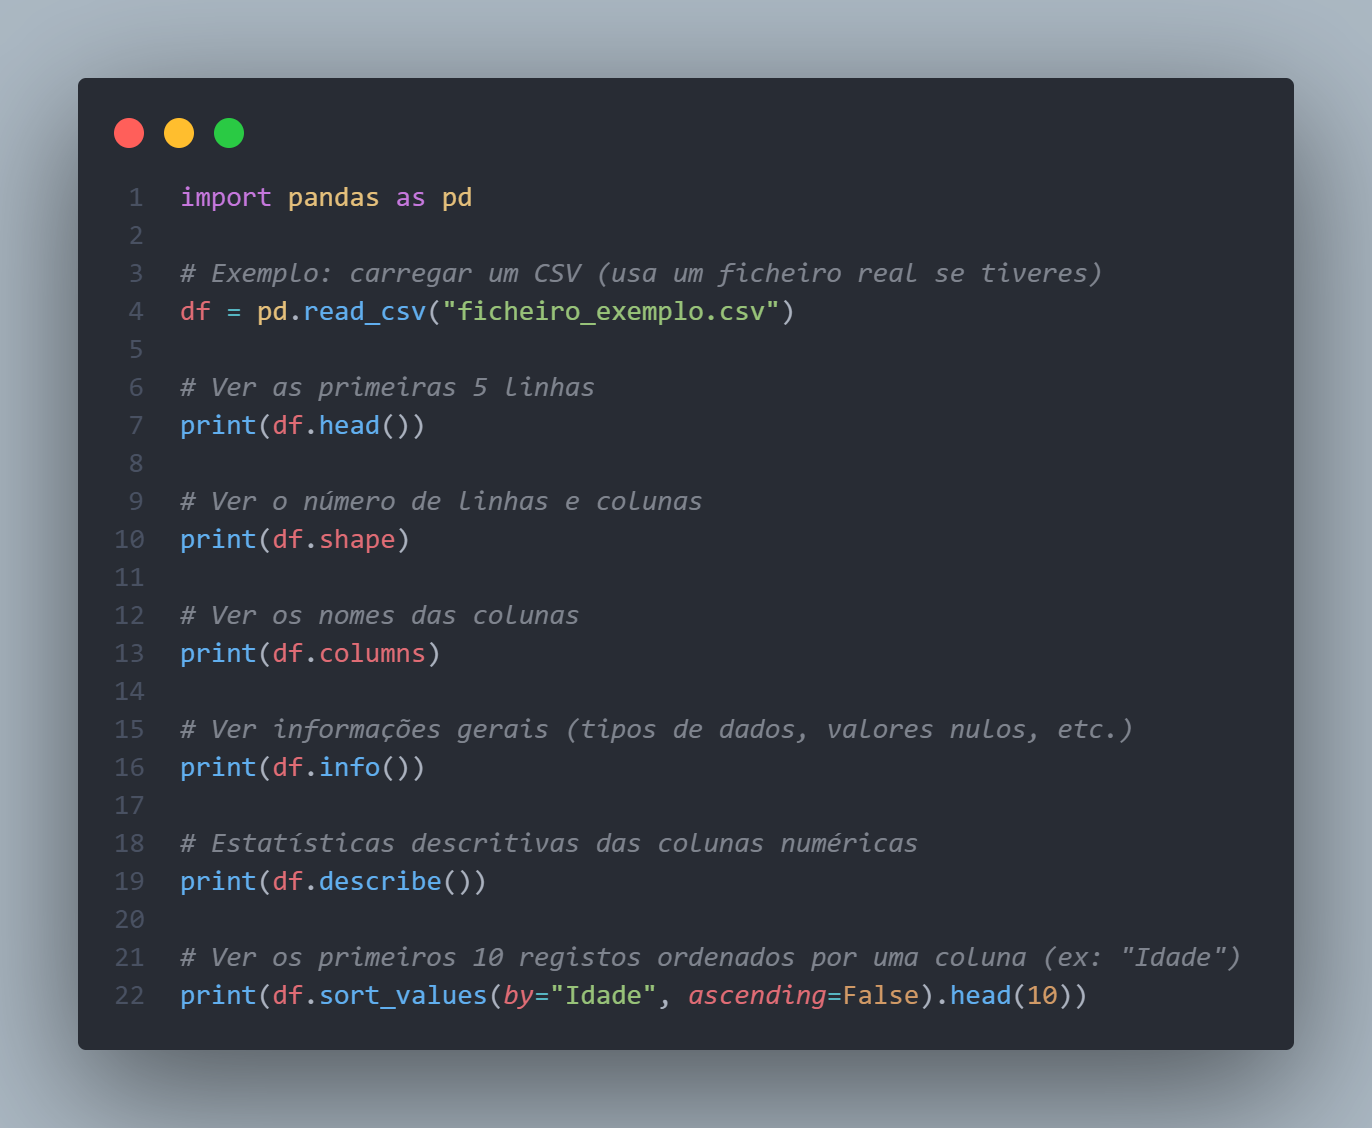 1 import pandas as pd
2
3 # Exemplo: carregar um CSV (usa um ficheiro real se tiveres)
4 df = pd.read_csv("ficheiro_exemplo.csv")
5
6 # Ver as primeiras 5 linhas
7 print(df.head())
8
9 # Ver o número de linhas e colunas
10 print(df.shape)
11
12 # Ver os nomes das colunas
13 print(df.columns)
14
15 # Ver informações gerais (tipos de dados, valores nulos, etc.)
16 print(df.info())
17
18 # Estatísticas descritivas das colunas numéricas
19 print(df.describe())
20
21 # Ver os primeiros 10 registos ordenados por uma coluna (ex: "Idade")
22 print(df.sort_values(by="Idade", ascending=False).head(10))